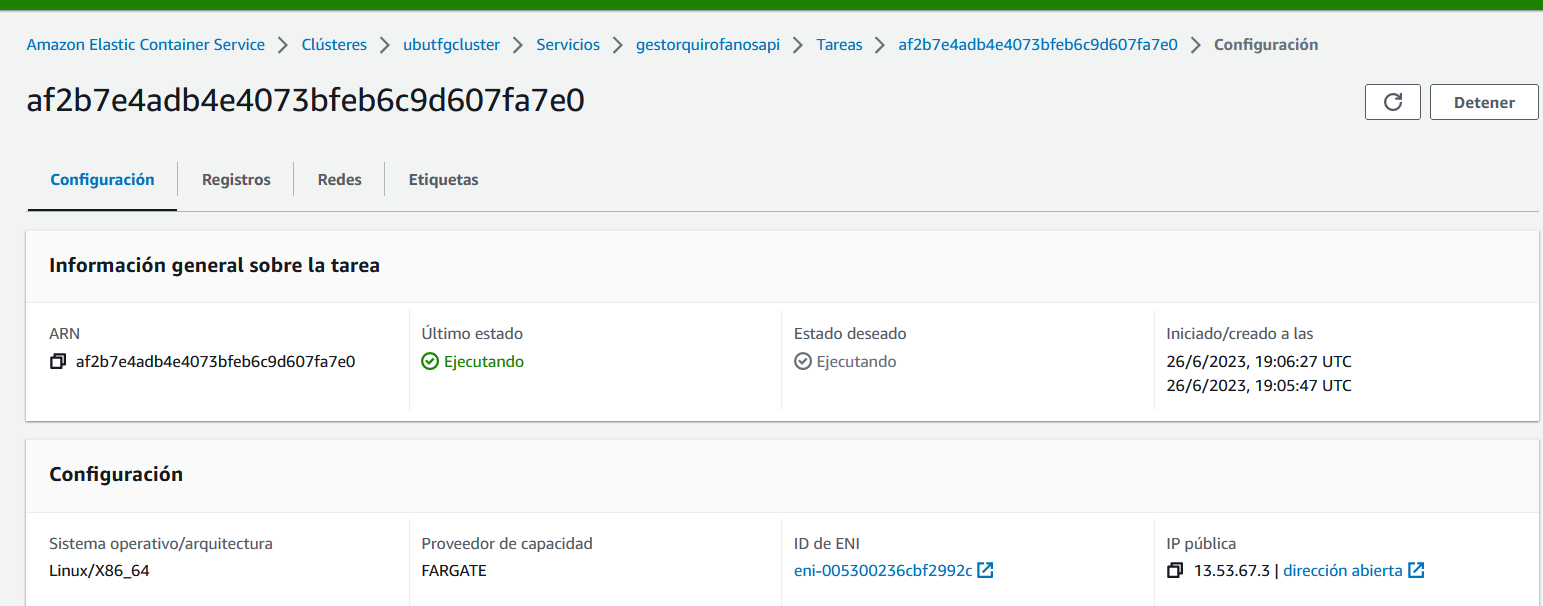 Amazon Elastic Container Service > Clústeres > ubutfgcluster > Servicios > gestorquirofanosapi > Tareas > af2b7e4adb4e4073bfeb6c9d607fa7e0 > Configuración
af2b7e4adb4e4073bfeb6c9d607fa7e0
Detener
Configuración Registros Redes Etiquetas
Información general sobre la tarea
ARN Último estado Estado deseado Iniciado/creado a las
af2b7e4adb4e4073bfeb6c9d607fa7e0 Ejecutando Ejecutando 26/6/2023, 19:06:27 UTC
26/6/2023, 19:05:47 UTC
Configuración
Sistema operativo/arquitectura Proveedor de capacidad ID de ENI IP pública
Linux/X86_64 FARGATE eni-005300236cbf2992c 13.53.67.3 | dirección abierta